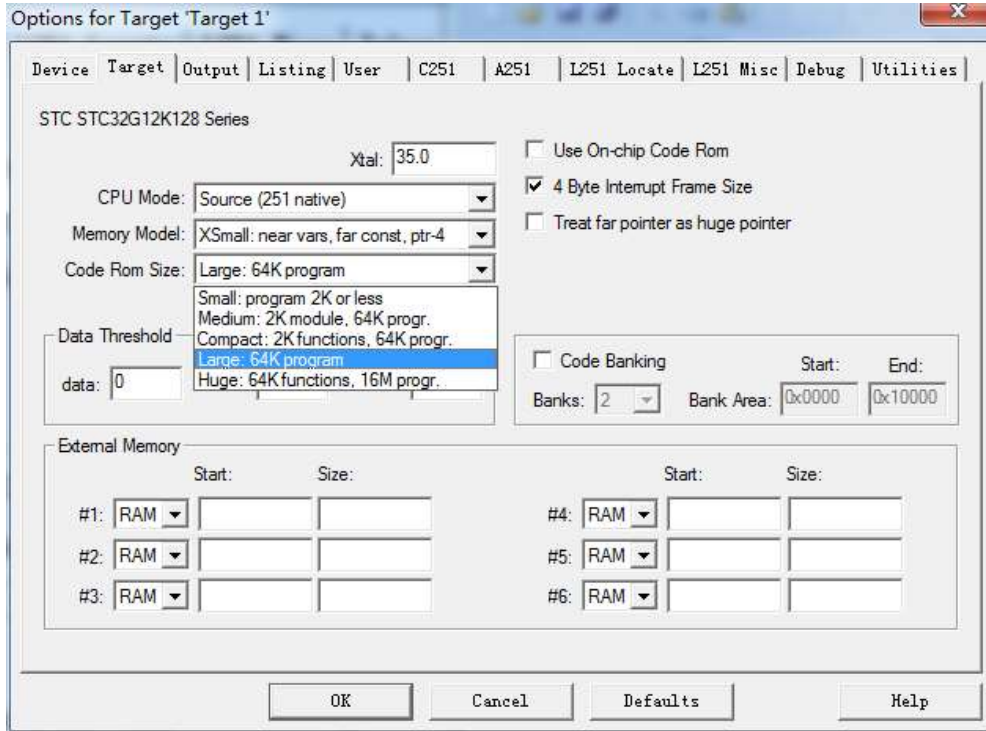 Options for Target 'Target 1'
Device Target Output Listing User C251 A251 L251 Locate L251 Misc Debug Utilities
STC STC32G12K128 Series
Xtal: 35.0
Use On-chip Code Rom
CPU Mode: Source (251 native)
4 Byte Interrupt Frame Size
Memory Model: XSmall: near vars, far const, ptr-4
Treat far pointer as huge pointer
Code Rom Size: Large: 64K program
Small: program 2K or less
Medium: 2K module, 64K progr.
Compact: 2K functions, 64K progr.
Large: 64K program
Huge: 64K functions, 16M progr.
Data Threshold
data: 0
Code Banking Start: End:
Banks: 2 Bank Area: 0x0000 0x10000
External Memory
Start: Size: Start: Size:
#1: RAM #4: RAM
#2: RAM #5: RAM
#3: RAM #6: RAM
OK Cancel Defaults Help